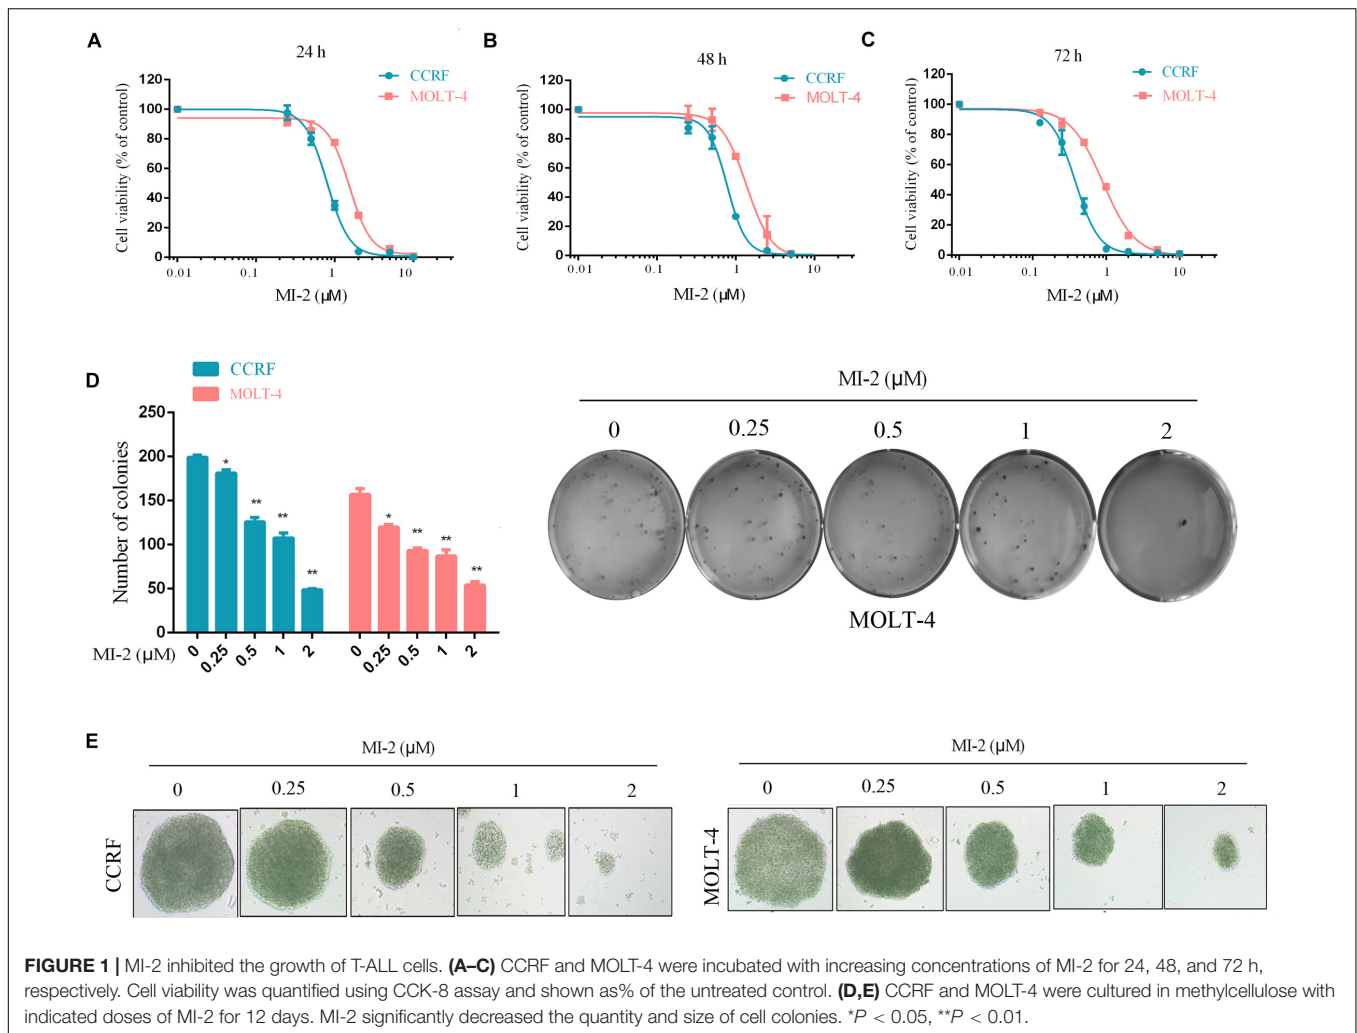 A
24 h
CCRF
MOLT-4
120
100
80
60
40
20
0
Cell viability (% of control)
0.01
0.1
1
10
MI-2 (μM)
B
48 h
CCRF
MOLT-4
120
100
80
60
40
20
0
Cell viability (% of control)
0.01
0.1
1
10
MI-2 (μM)
C
72 h
CCRF
MOLT-4
120
100
80
60
40
20
0
Cell viability (% of control)
0.01
0.1
1
10
MI-2 (μM)
D
CCRF
MOLT-4
250
200
150
100
50
0
Number of colonies
*
**
**
**
*
**
**
**
MI-2 (μM)
0
0.25
0.5
1
2
0
0.25
0.5
1
2
MI-2 (μM)
0
0.25
0.5
1
2
MOLT-4
E
MI-2 (μM)
0
0.25
0.5
1
2
CCRF
MI-2 (μM)
0
0.25
0.5
1
2
MOLT-4
FIGURE 1 | MI-2 inhibited the growth of T-ALL cells. (A–C) CCRF and MOLT-4 were incubated with increasing concentrations of MI-2 for 24, 48, and 72 h,
respectively. Cell viability was quantified using CCK-8 assay and shown as% of the untreated control. (D,E) CCRF and MOLT-4 were cultured in methylcellulose with
indicated doses of MI-2 for 12 days. MI-2 significantly decreased the quantity and size of cell colonies. *P < 0.05, **P < 0.01.